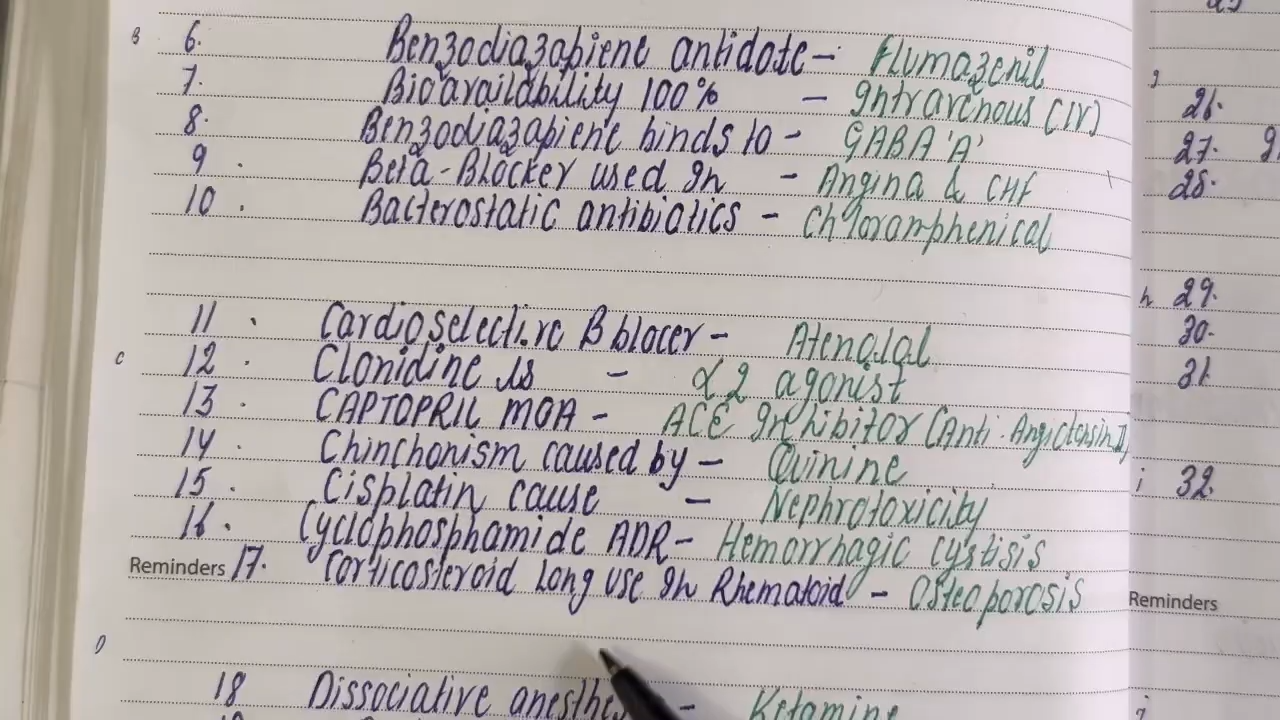 B 6. Benzodiazapiene antidote - Flumazenil
7. Bioavailability 100% - Intravenous (IV)
8. Benzodiazapiene binds to - GABA 'A'
9. Beta-Blocker used In - Angina & CHF
10. Bacterostatic antibiotics - Chloramphenical
11. Cardioselective B blocer - Atenolol
C 12. Clonidine is - α2 agonist
13. CAPTOPRIL MOA - ACE Inhibitor (Anti-Angiotensin II)
14. Chinchonism caused by - Quinine
15. Cisplatin cause - Nephrotoxicity
16. Cyclophosphamide ADR - Hemorrhagic cystisis
Reminders 17. Corticosteroid long use In Rhematoid - Osteoporosis
D
18 Dissociative - Ketamine
26.
27.
28.
h 29.
30.
31.
i 32.
Reminders